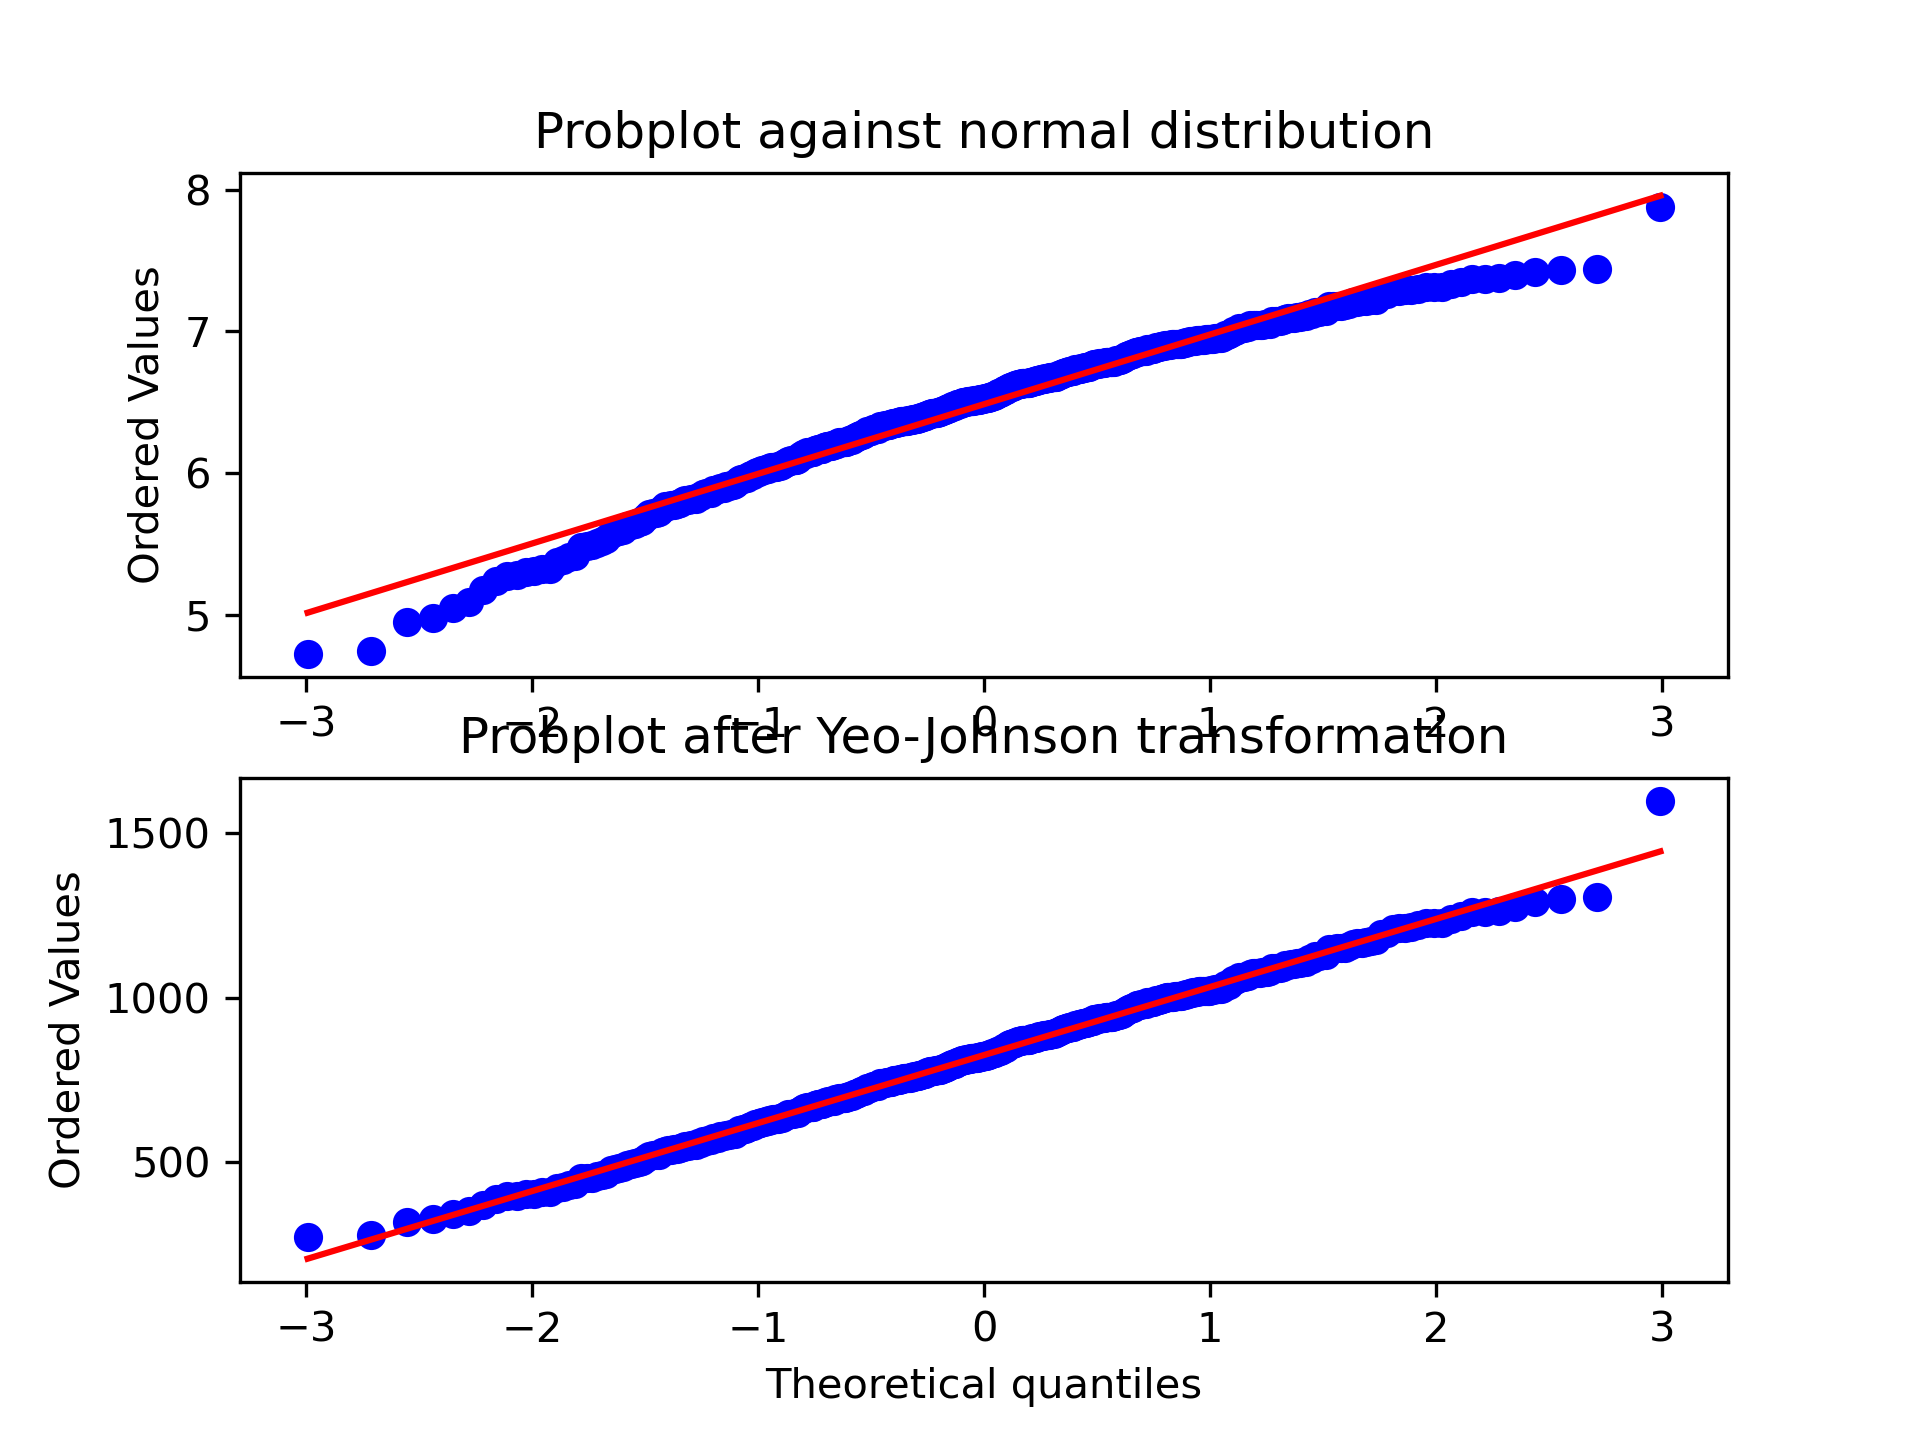 Probplot against normal distribution
8
7
6
5
Ordered Values
−3 −2 −1 0 1 2 3
Probplot after Yeo-Johnson transformation
1500
1000
500
Ordered Values
−3 −2 −1 0 1 2 3
Theoretical quantiles